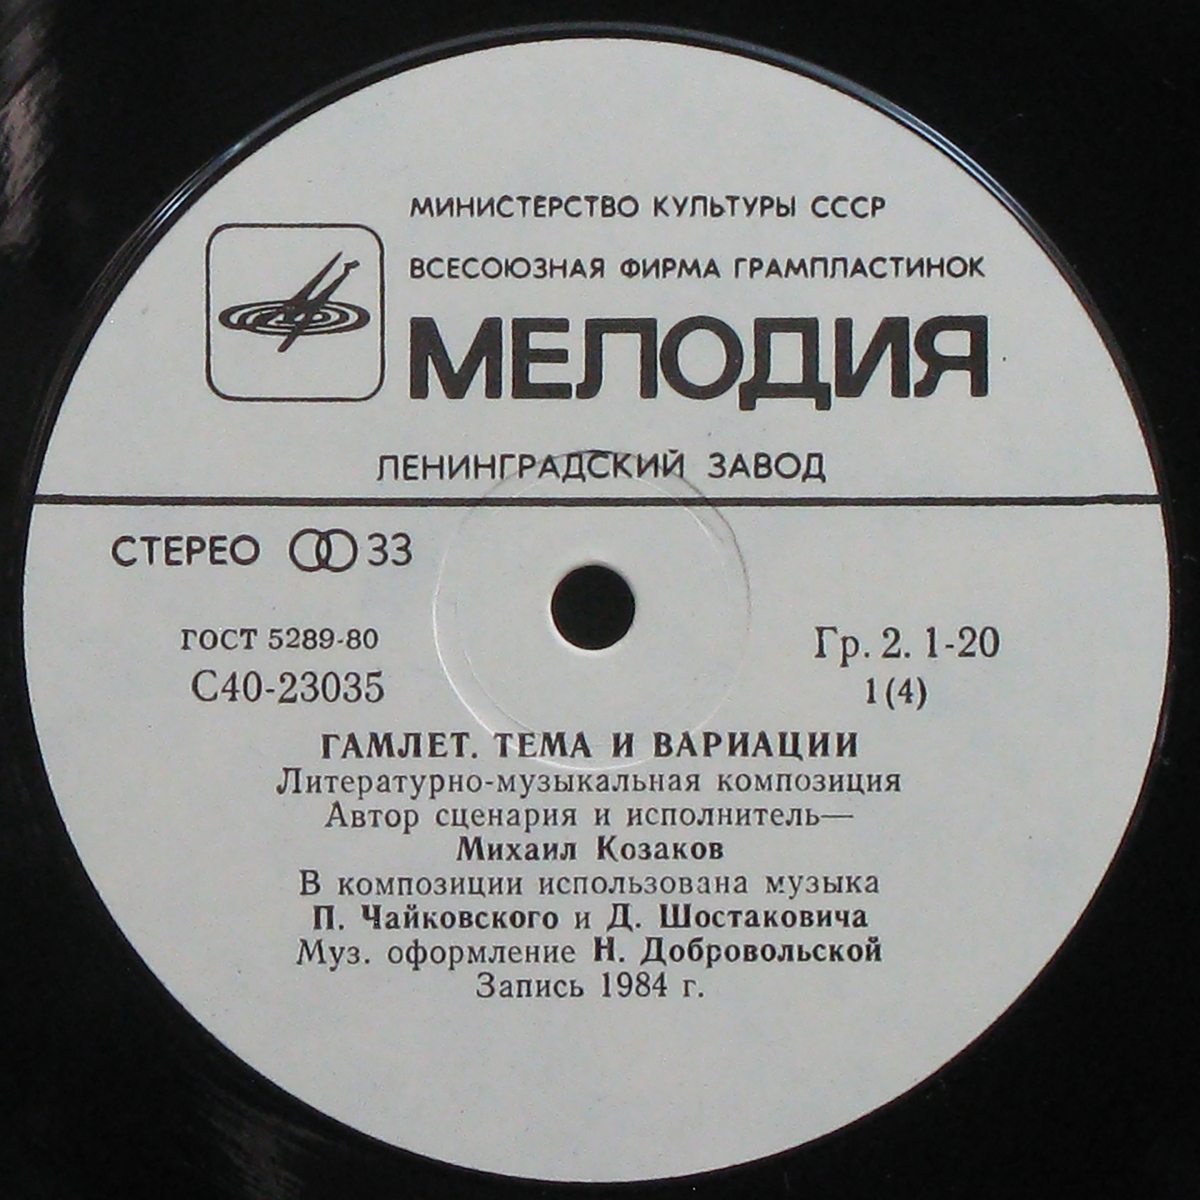 МИНИСТЕРСТВО КУЛЬТУРЫ СССР
ВСЕСОЮЗНАЯ ФИРМА ГРАМПЛАСТИНОК
МЕЛОДИЯ
ЛЕНИНГРАДСКИЙ ЗАВОД
СТЕРЕО 33
ГОСТ 5289-80
С40-23035
Гр. 2. 1-20
1(4)
ГАМЛЕТ. ТЕМА И ВАРИАЦИИ
Литературно-музыкальная композиция
Автор сценария и исполнитель—
Михаил Козаков
В композиции использована музыка
П. Чайковского и Д. Шостаковича
Муз. оформление Н. Добровольской
Запись 1984 г.